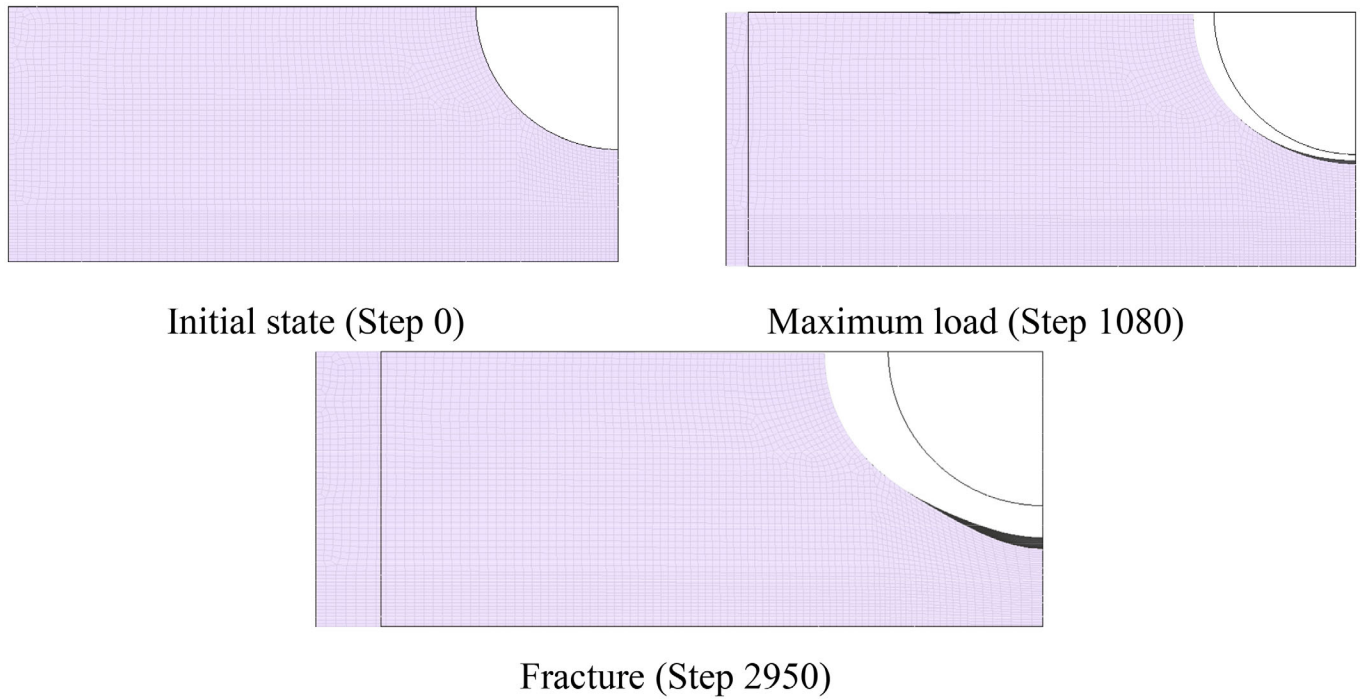 Initial state (Step 0)
Maximum load (Step 1080)
Fracture (Step 2950)